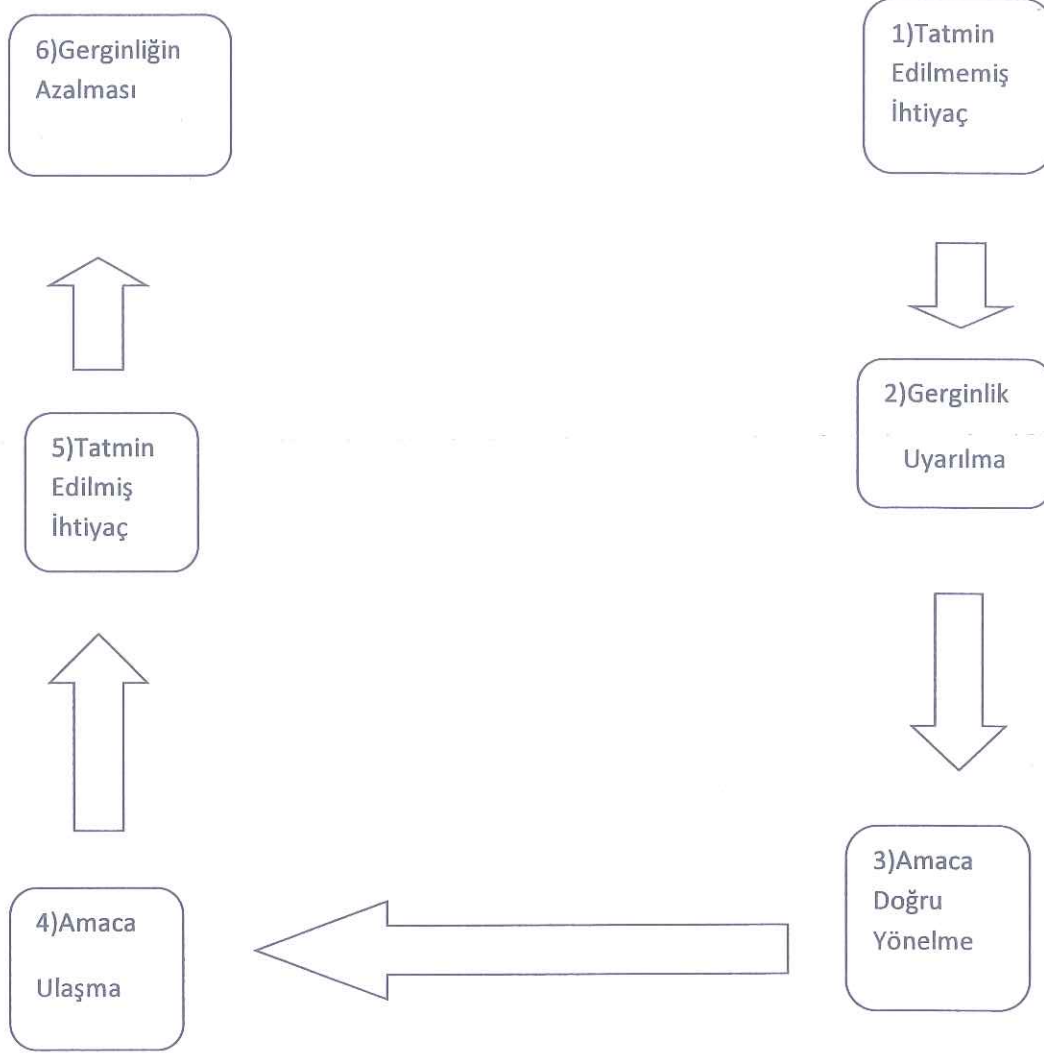 1)Tatmin
Edilmemiş
İhtiyaç
2)Gerginlik
Uyarılma
3)Amaca
Doğru
Yönelme
4)Amaca
Ulaşma
5)Tatmin
Edilmiş
İhtiyaç
6)Gerginliğin
Azalması